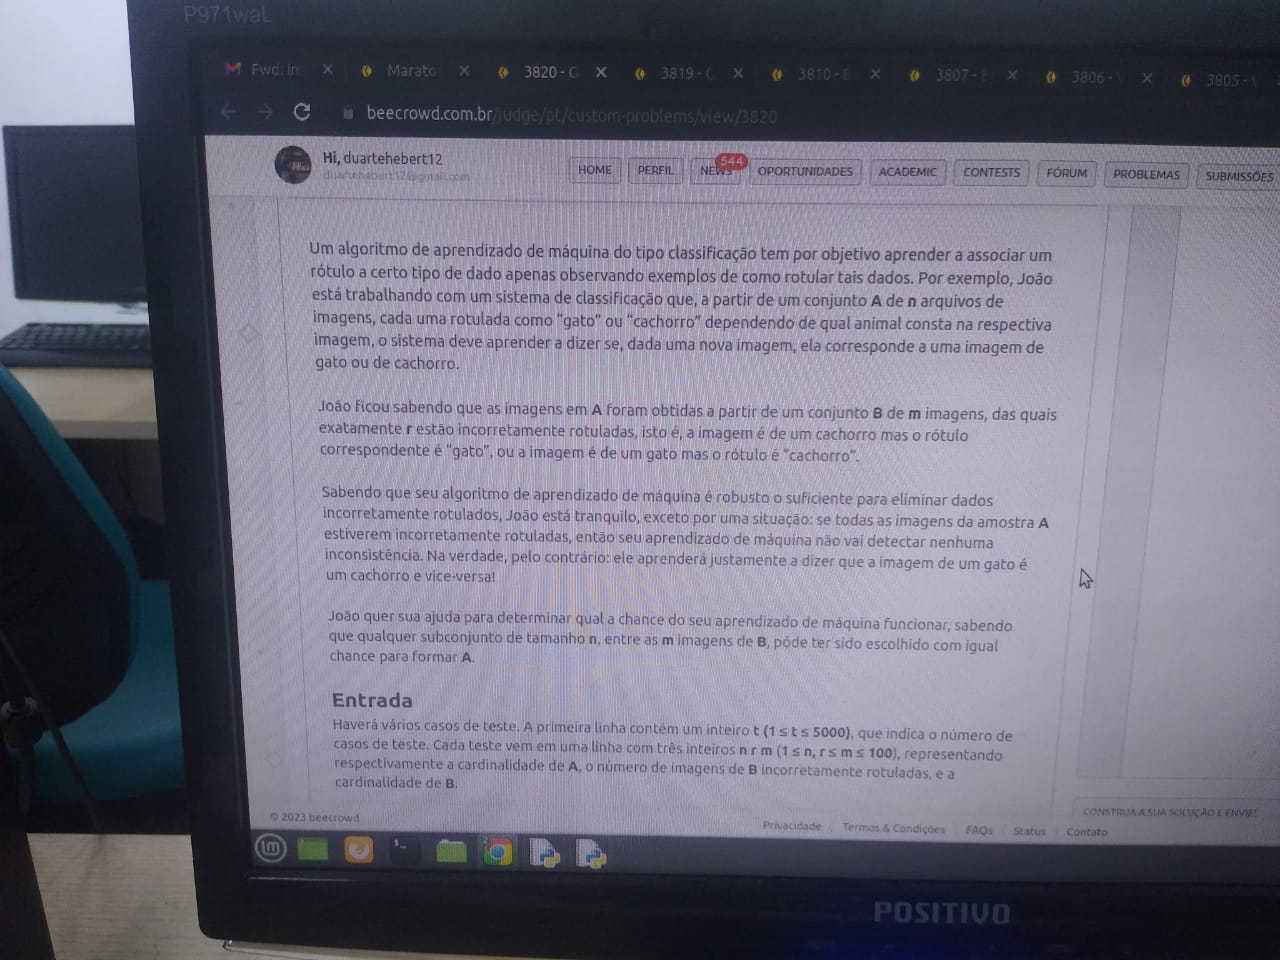 P971waL
Fwd: In
Marato
3820 - C
3819 - C
3810 - E
3807 - E
3806 - V
3805 -
beecrowd.com.br/judge/pt/custom-problems/view/3820
Hi, duartehebert12
duartehebert12@gmail.com
HOME PERFIL NEWS 544 OPORTUNIDADES ACADEMIC CONTESTS FÓRUM PROBLEMAS SUBMISSÕES
Um algoritmo de aprendizado de máquina do tipo classificação tem por objetivo aprender a associar um
rótulo a certo tipo de dado apenas observando exemplos de como rotular tais dados. Por exemplo, João
está trabalhando com um sistema de classificação que, a partir de um conjunto A de n arquivos de
imagens, cada uma rotulada como "gato" ou "cachorro" dependendo de qual animal consta na respectiva
imagem, o sistema deve aprender a dizer se, dada uma nova imagem, ela corresponde a uma imagem de
gato ou de cachorro.
João ficou sabendo que as imagens em A foram obtidas a partir de um conjunto B de m imagens, das quais
exatamente r estão incorretamente rotuladas, isto é, a imagem é de um cachorro mas o rótulo
correspondente é "gato", ou a imagem é de um gato mas o rótulo é "cachorro".
Sabendo que seu algoritmo de aprendizado de máquina é robusto o suficiente para eliminar dados
incorretamente rotulados, João está tranquilo, exceto por uma situação: se todas as imagens da amostra A
estiverem incorretamente rotuladas, então seu aprendizado de máquina não vai detectar nenhuma
inconsistência. Na verdade, pelo contrário: ele aprenderá justamente a dizer que a imagem de um gato é
um cachorro e vice-versa!
João quer sua ajuda para determinar qual a chance do seu aprendizado de máquina funcionar, sabendo
que qualquer subconjunto de tamanho n, entre as m imagens de B, pôde ter sido escolhido com igual
chance para formar A.
Entrada
Haverá vários casos de teste. A primeira linha contém um inteiro t (1 ≤ t ≤ 5000), que indica o número de
casos de teste. Cada teste vem em uma linha com três inteiros n r m (1 ≤ n, r ≤ m ≤ 100), representando
respectivamente a cardinalidade de A, o número de imagens de B incorretamente rotuladas, e a
cardinalidade de B.
CONSTRUA A SUA SOLUÇÃO E ENVIE!
© 2023 beecrowd
Privacidade Termos & Condições FAQs Status Contato
POSITIVO